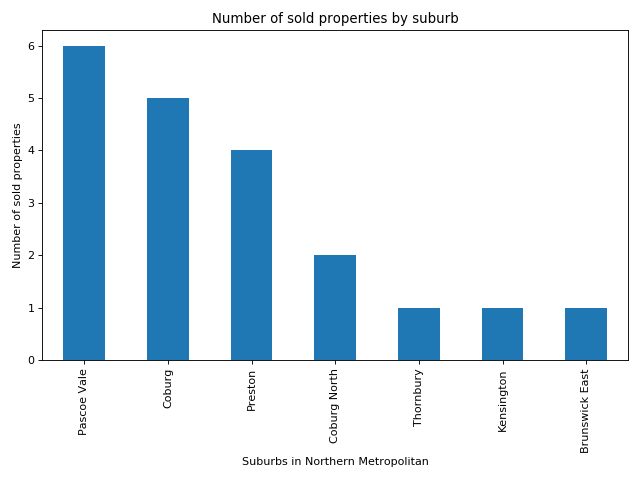 Number of sold properties by suburb
Number of sold properties
6
5
4
3
2
1
0
Pascoe Vale
Coburg
Preston
Coburg North
Thornbury
Kensington
Brunswick East
Suburbs in Northern Metropolitan